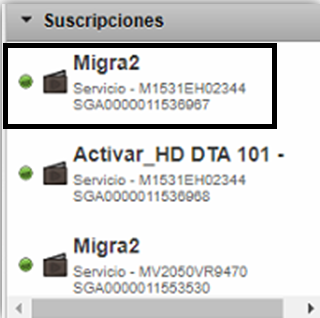 Suscripciones
Migra2
Servicio - M1531EH02344
SGA0000011536967
Activar_HD DTA 101 -
Servicio - M1531EH02344
SGA0000011536968
Migra2
Servicio - MV2050VR9470
SGA0000011553530